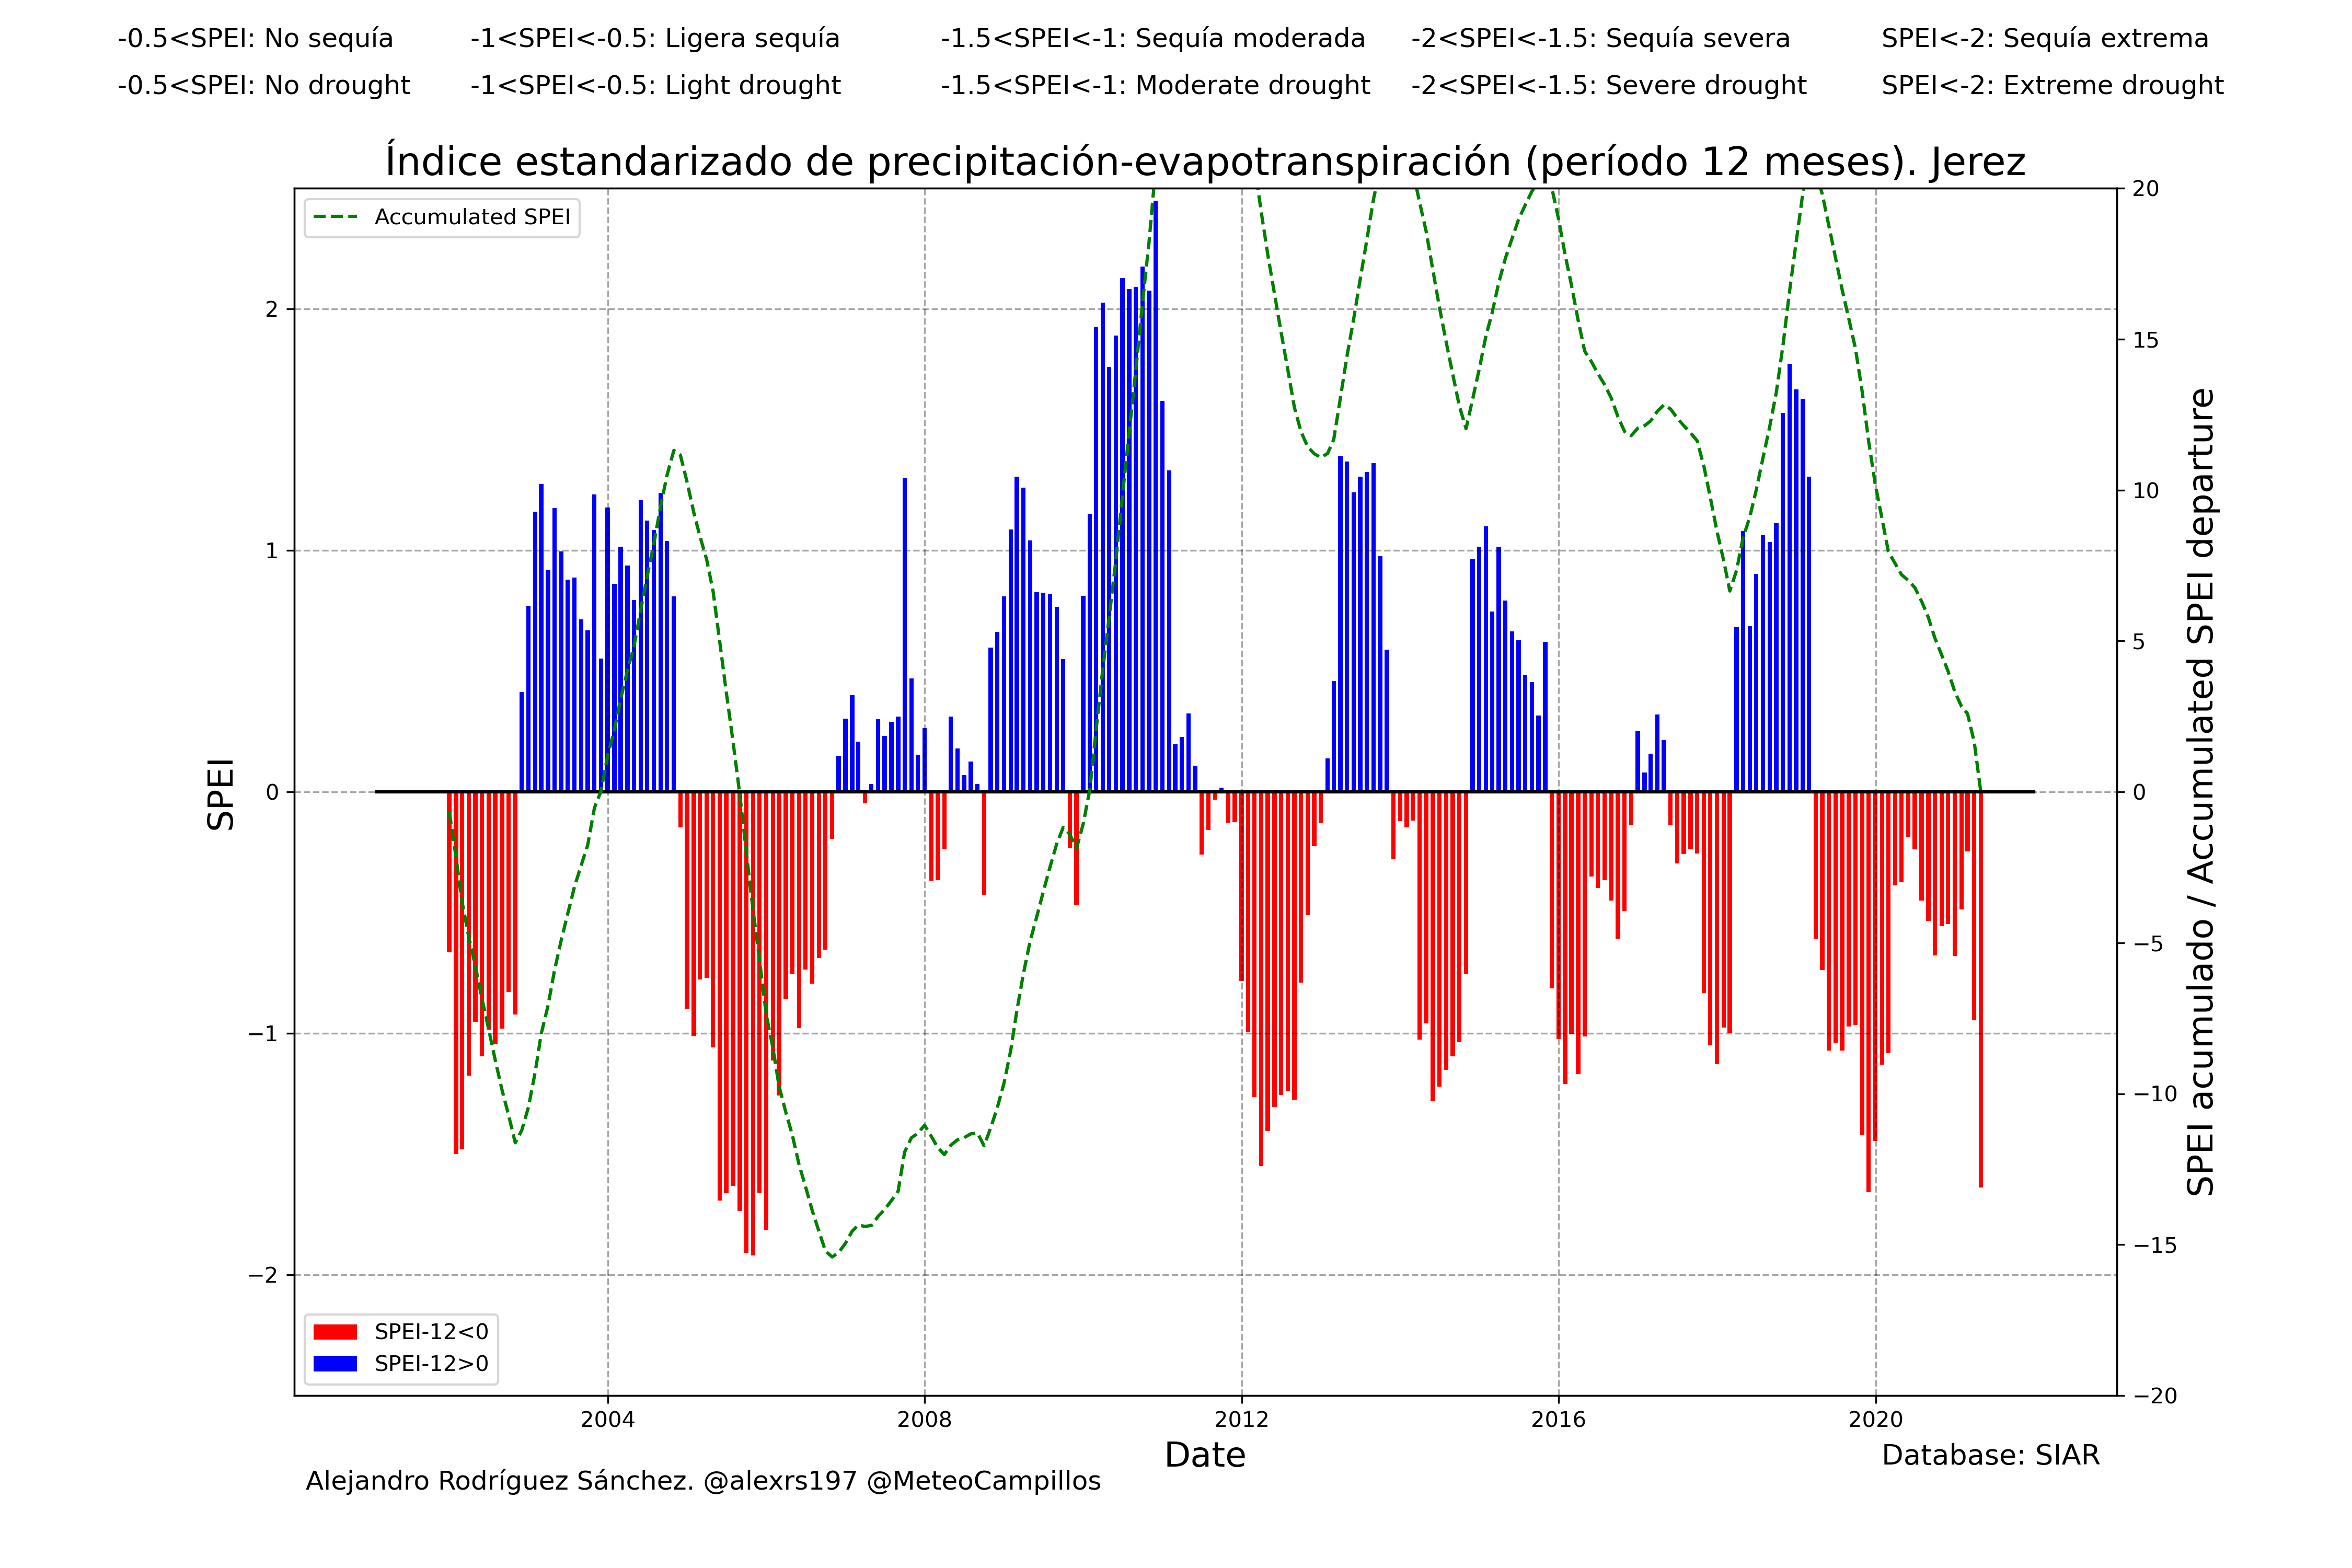 -0.5<SPEI: No sequía -1<SPEI<-0.5: Ligera sequía -1.5<SPEI<-1: Sequía moderada -2<SPEI<-1.5: Sequía severa SPEI<-2: Sequía extrema
-0.5<SPEI: No drought -1<SPEI<-0.5: Light drought -1.5<SPEI<-1: Moderate drought -2<SPEI<-1.5: Severe drought SPEI<-2: Extreme drought
Índice estandarizado de precipitación-evapotranspiración (período 12 meses). Jerez
Accumulated SPEI
2
1
0
−1
−2
SPEI
20
15
10
5
0
−5
−10
−15
−20
SPEI acumulado / Accumulated SPEI departure
SPEI-12<0
SPEI-12>0
2004 2008 2012 2016 2020
Date
Database: SIAR
Alejandro Rodríguez Sánchez. @alexrs197 @MeteoCampillos